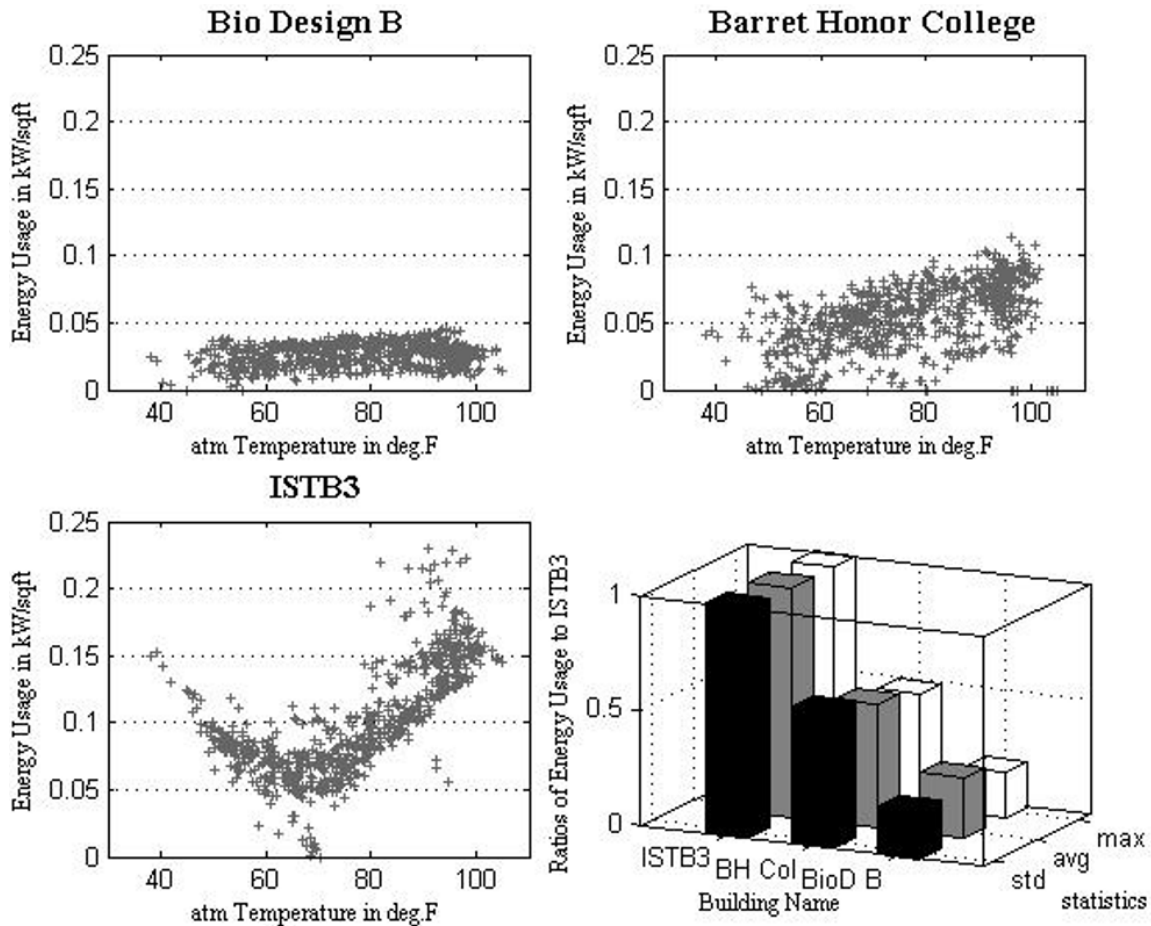 Bio Design B
Energy Usage in kW/sqft
0.25
0.2
0.15
0.1
0.05
0
40 60 80 100
atm Temperature in deg.F
Barret Honor College
Energy Usage in kW/sqft
0.25
0.2
0.15
0.1
0.05
0
40 60 80 100
atm Temperature in deg.F
ISTB3
Energy Usage in kW/sqft
0.25
0.2
0.15
0.1
0.05
0
40 60 80 100
atm Temperature in deg.F
Ratios of Energy Usage to ISTB3
1
0.5
0
ISTB3
BH Col
BioD B
Building Name
std
avg
max
statistics